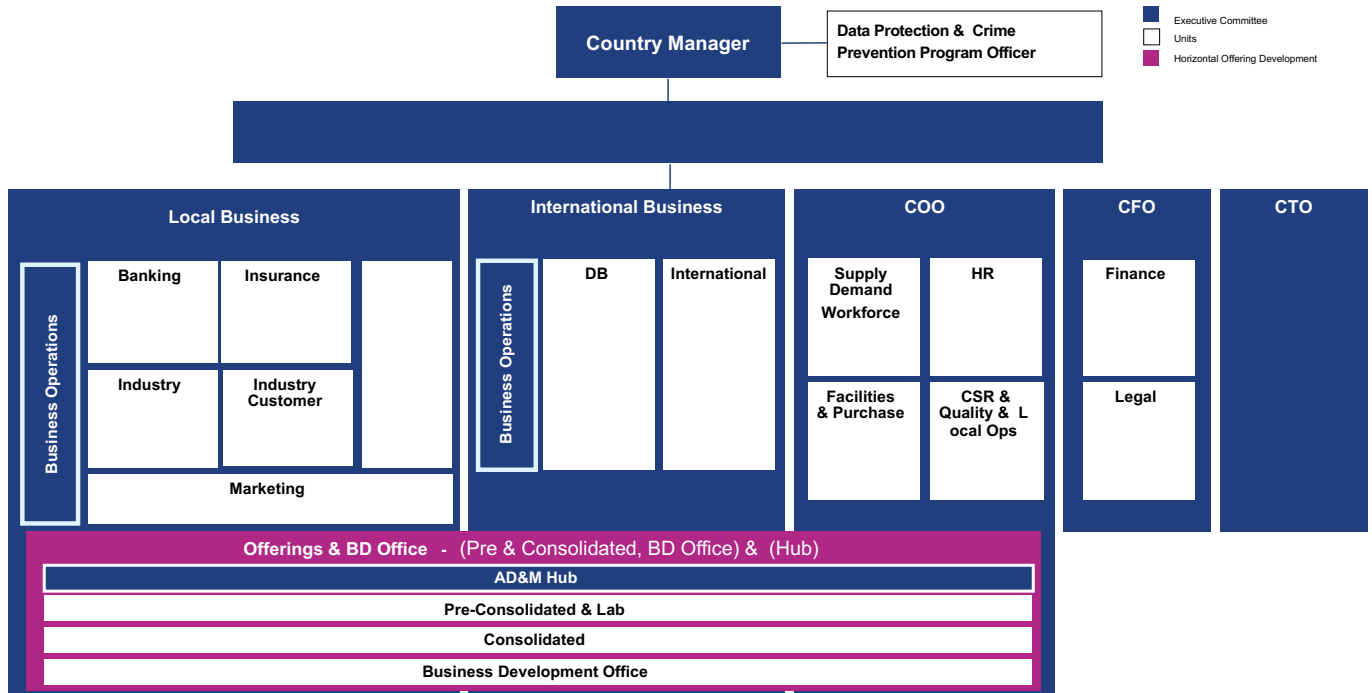 Country Manager
Data Protection & Crime
Prevention Program Officer
Executive Committee
Units
Horizontal Offering Development
Local Business
International Business
COO
CFO
CTO
Business Operations
Banking
Insurance
Industry
Industry
Customer
Marketing
Business Operations
DB
International
Supply
Demand
Workforce
HR
Facilities
& Purchase
CSR &
Quality & L
ocal Ops
Finance
Legal
Offerings & BD Office - (Pre & Consolidated, BD Office) & (Hub)
AD&M Hub
Pre-Consolidated & Lab
Consolidated
Business Development Office